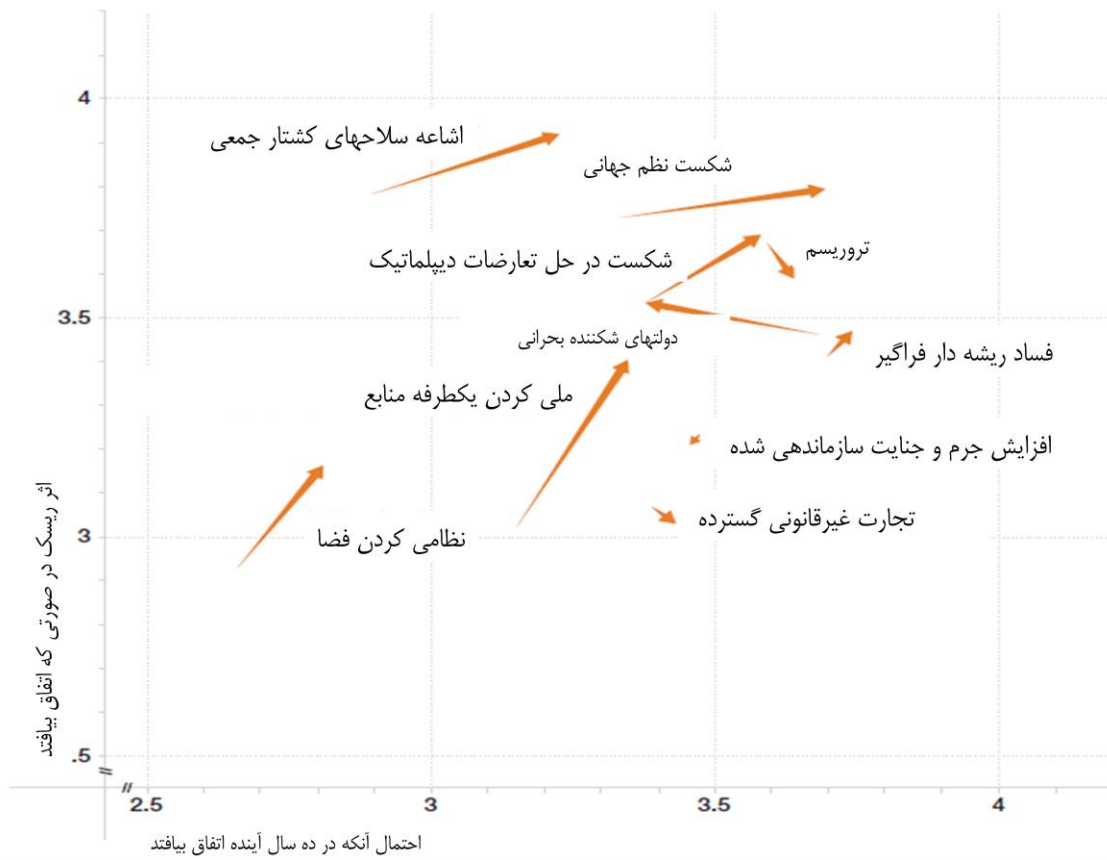 4
اشاعه سلاحهای کشتار جمعی
شکست نظم جهانی
تروریسم
شکست در حل تعارضات دیپلماتیک
3.5
دولتهای شکننده بحرانی
فساد ریشه دار فراگیر
ملی کردن یکطرفه منابع
افزایش جرم و جنایت سازماندهی شده
تجارت غیرقانونی گسترده
3
نظامی کردن فضا
اثر ریسک در صورتی که اتفاق بیافتد
.5
2.5 3 3.5 4
احتمال آنکه در ده سال آینده اتفاق بیافتد